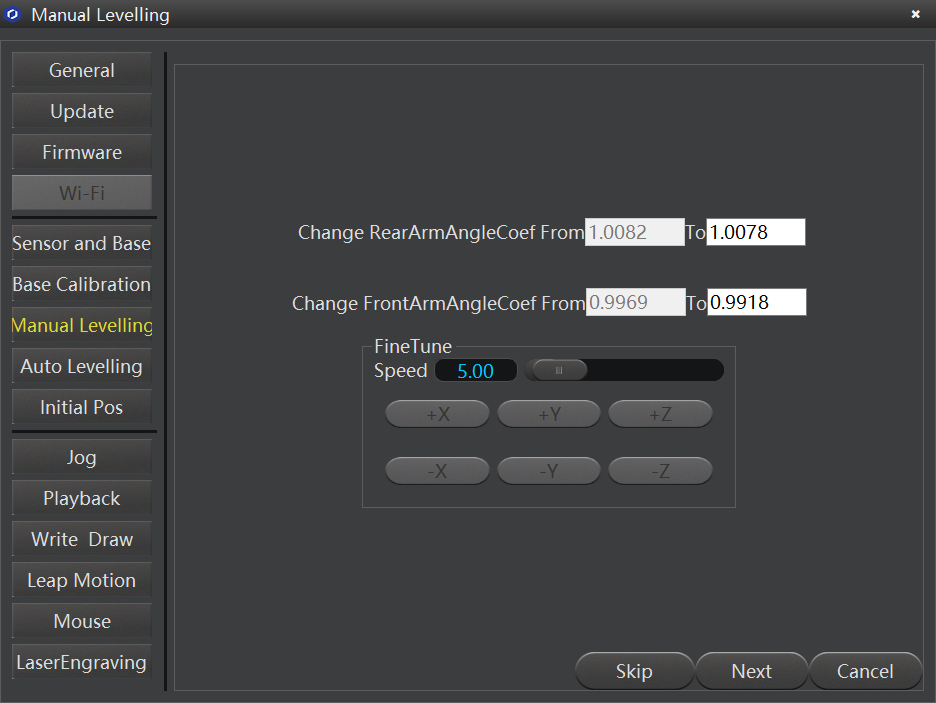 Manual Levelling
General
Update
Firmware
Wi-Fi
Sensor and Base
Base Calibration
Manual Levelling
Auto Levelling
Initial Pos
Jog
Playback
Write Draw
Leap Motion
Mouse
LaserEngraving
Change RearArmAngleCoef From 1.0082 To 1.0078
Change FrontArmAngleCoef From 0.9969 To 0.9918
FineTune
Speed 5.00
+X +Y +Z
-X -Y -Z
Skip Next Cancel